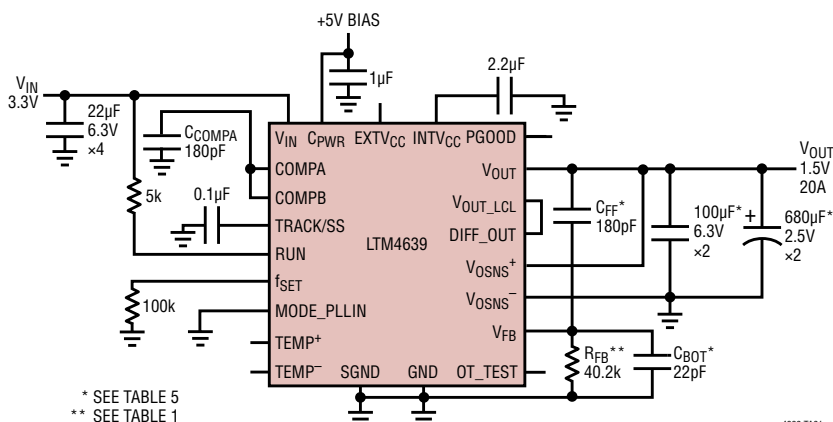 +5V BIAS
1µF
2.2µF
VIN
3.3V
22µF
6.3V
×4
CCOMPA
180pF
5k
0.1µF
100k
VIN
CPWR
EXTVCC
INTVCC
PGOOD
COMPA
COMPB
TRACK/SS
RUN
fSET
MODE_PLLIN
TEMP+
TEMP–
SGND
GND
OT_TEST
LTM4639
VOUT
VOUT_LCL
DIFF_OUT
VOSNS+
VOSNS–
VFB
CFF*
180pF
100µF*
6.3V
×2
+
680µF*
2.5V
×2
VOUT
1.5V
20A
RFB**
40.2k
CBOT*
22pF
* SEE TABLE 5
** SEE TABLE 1